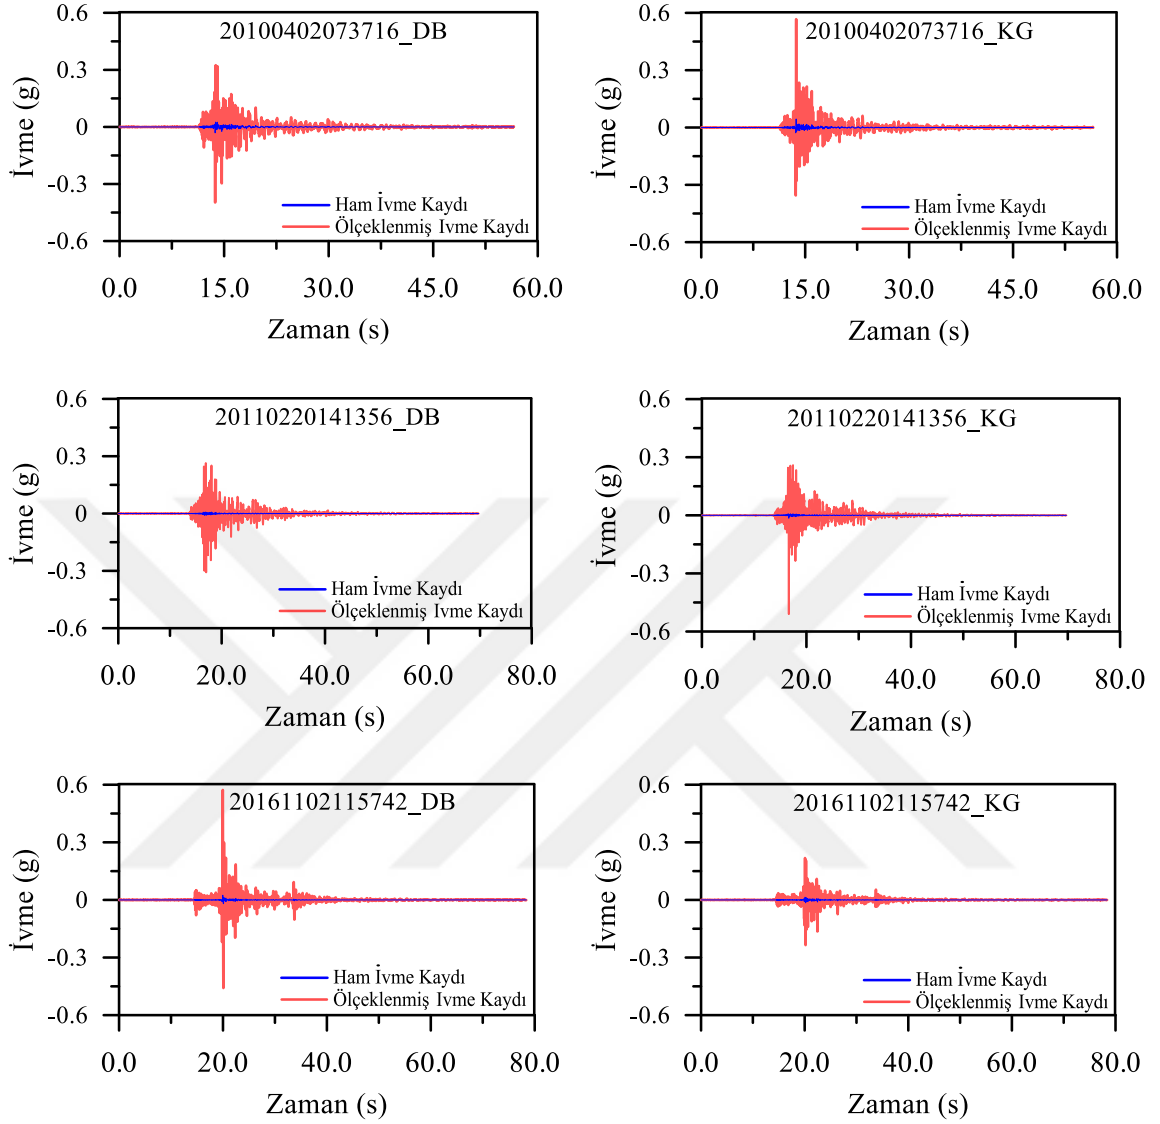 20100402073716_DB
0.6
0.3
0
-0.3
-0.6
İvme (g)
Ham İvme Kaydı
Ölçeklenmiş Ivme Kaydı
0.0 15.0 30.0 45.0 60.0
Zaman (s)
20100402073716_KG
0.6
0.3
0
-0.3
-0.6
İvme (g)
Ham İvme Kaydı
Ölçeklenmiş Ivme Kaydı
0.0 15.0 30.0 45.0 60.0
Zaman (s)
20110220141356_DB
0.6
0.3
0
-0.3
-0.6
İvme (g)
Ham İvme Kaydı
Ölçeklenmiş Ivme Kaydı
0.0 20.0 40.0 60.0 80.0
Zaman (s)
20110220141356_KG
0.6
0.3
0
-0.3
-0.6
İvme (g)
Ham İvme Kaydı
Ölçeklenmiş Ivme Kaydı
0.0 20.0 40.0 60.0 80.0
Zaman (s)
20161102115742_DB
0.6
0.3
0
-0.3
-0.6
İvme (g)
Ham İvme Kaydı
Ölçeklenmiş Ivme Kaydı
0.0 20.0 40.0 60.0 80.0
Zaman (s)
20161102115742_KG
0.6
0.3
0
-0.3
-0.6
İvme (g)
Ham İvme Kaydı
Ölçeklenmiş Ivme Kaydı
0.0 20.0 40.0 60.0 80.0
Zaman (s)